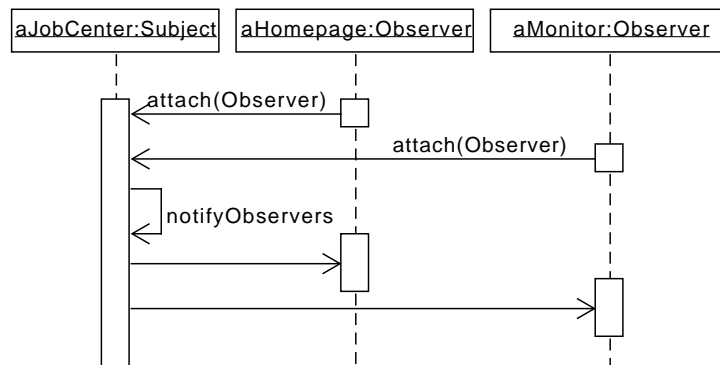 aJobCenter:Subject
aHomepage:Observer
aMonitor:Observer
attach(Observer)
attach(Observer)
notifyObservers